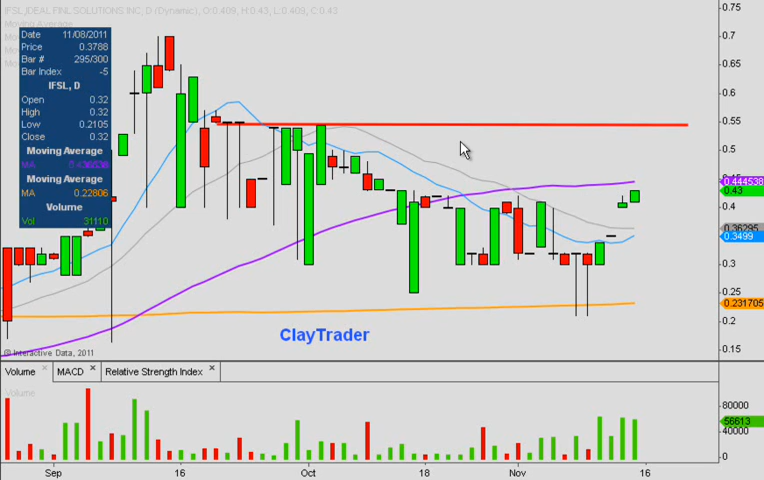 IFSL,IDEAL FINL SOLUTIONS INC, D (Dynamic), O:0.409, H:0.43, L:0.409, C:0.43
Moving Average
Date 11/08/2011
Price 0.3788
Bar # 295/300
Bar Index -5
IFSL, D
Open 0.32
High 0.32
Low 0.2105
Close 0.32
Moving Average
MA 0.436638
Moving Average
MA 0.22806
Volume
Vol 31110
0.75
0.7
0.65
0.6
0.55
0.5
0.444538
0.43
0.4
0.36295
0.3499
0.3
0.25
0.231705
0.2
0.15
ClayTrader
© Interactive Data, 2011
Volume x MACD x Relative Strength Index x
Volume
80000
56613
40000
0
Sep 16 Oct 18 Nov 16